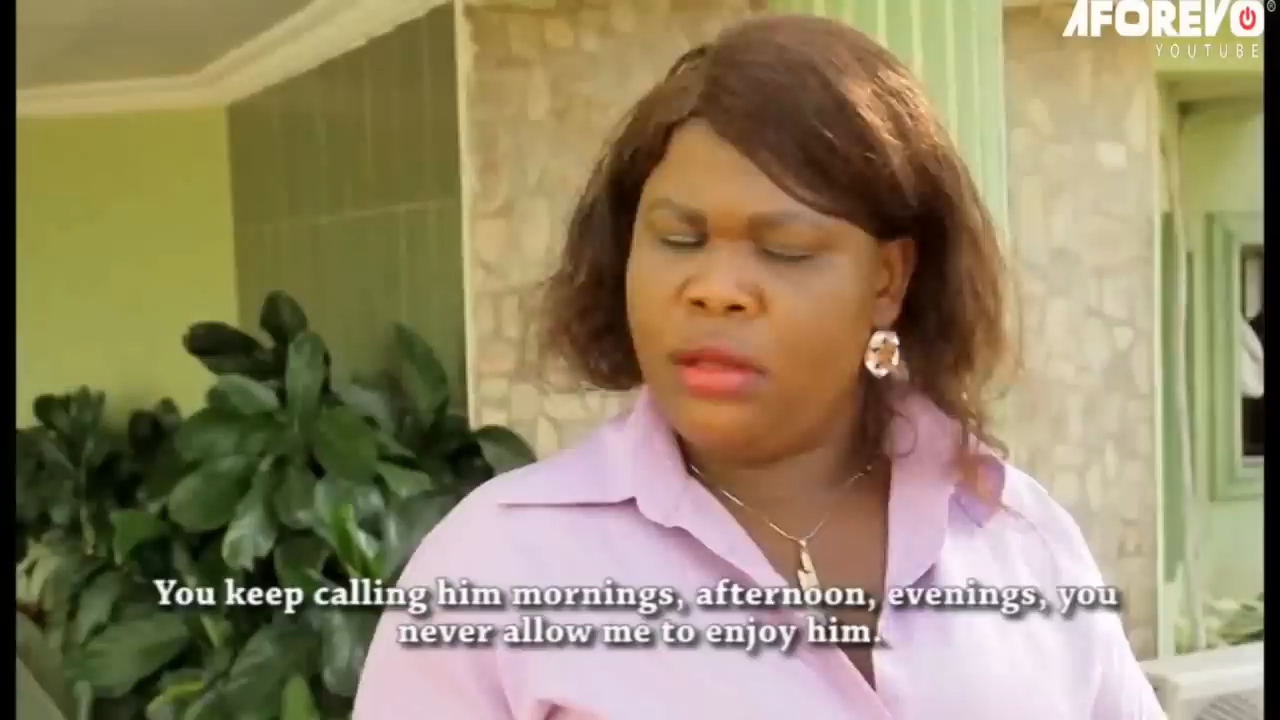 AFOREVO
YOUTUBE
You keep calling him mornings, afternoon, evenings, you
never allow me to enjoy him.